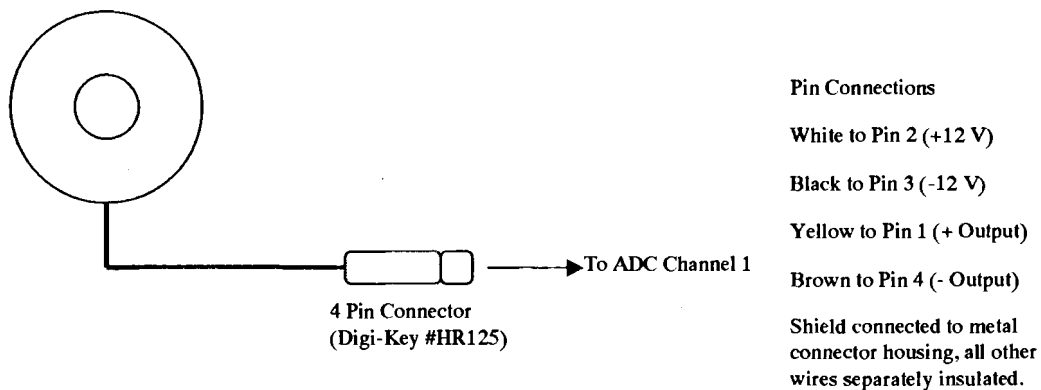 Pin Connections
White to Pin 2 (+12 V)
Black to Pin 3 (-12 V)
Yellow to Pin 1 (+ Output)
To ADC Channel 1
Brown to Pin 4 (- Output)
4 Pin Connector
(Digi-Key #HR125)
Shield connected to metal
connector housing, all other
wires separately insulated.